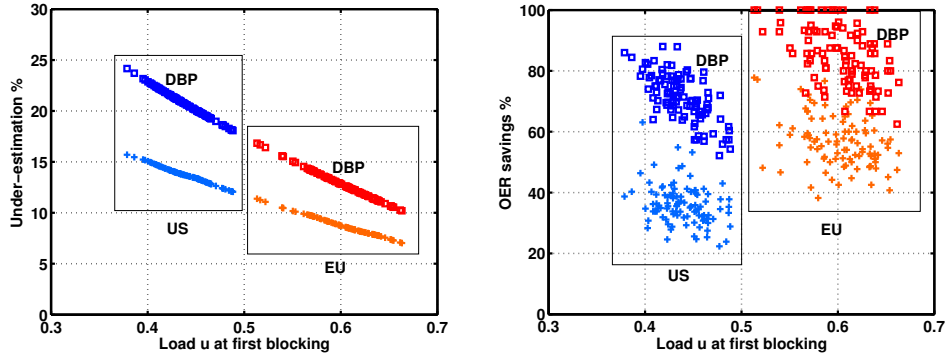 Under-estimation %
30
25
20
15
10
5
0
0.3
0.4
0.5
0.6
0.7
Load u at first blocking
DBP
US
DBP
EU
OER savings %
100
80
60
40
20
0
0.3
0.4
0.5
0.6
0.7
Load u at first blocking
DBP
US
DBP
EU